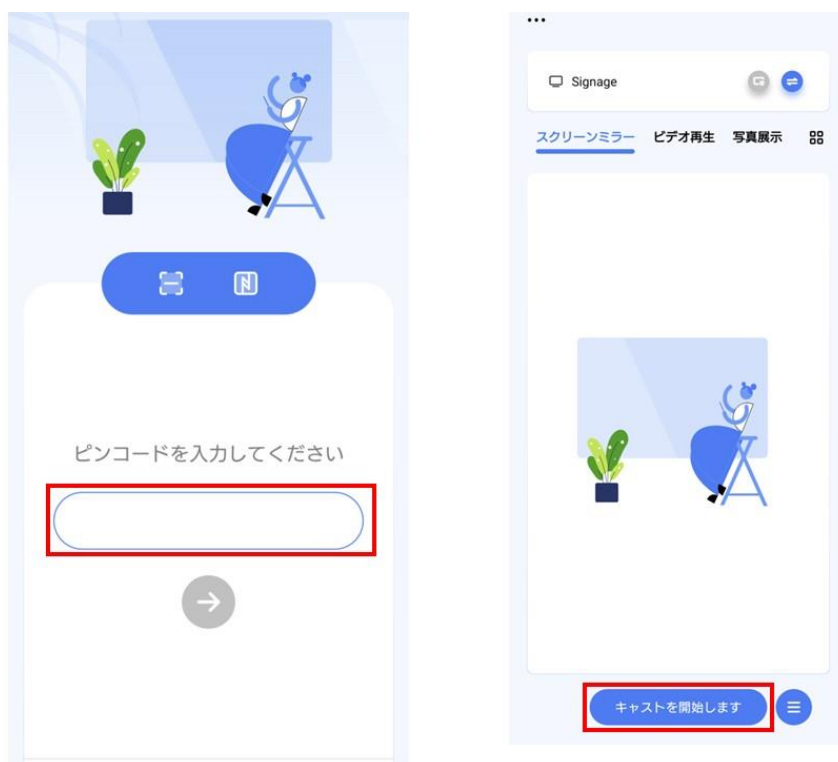 ピンコードを入力してください
Signage
スクリーンミラー ビデオ再生 写真展示
キャストを開始します